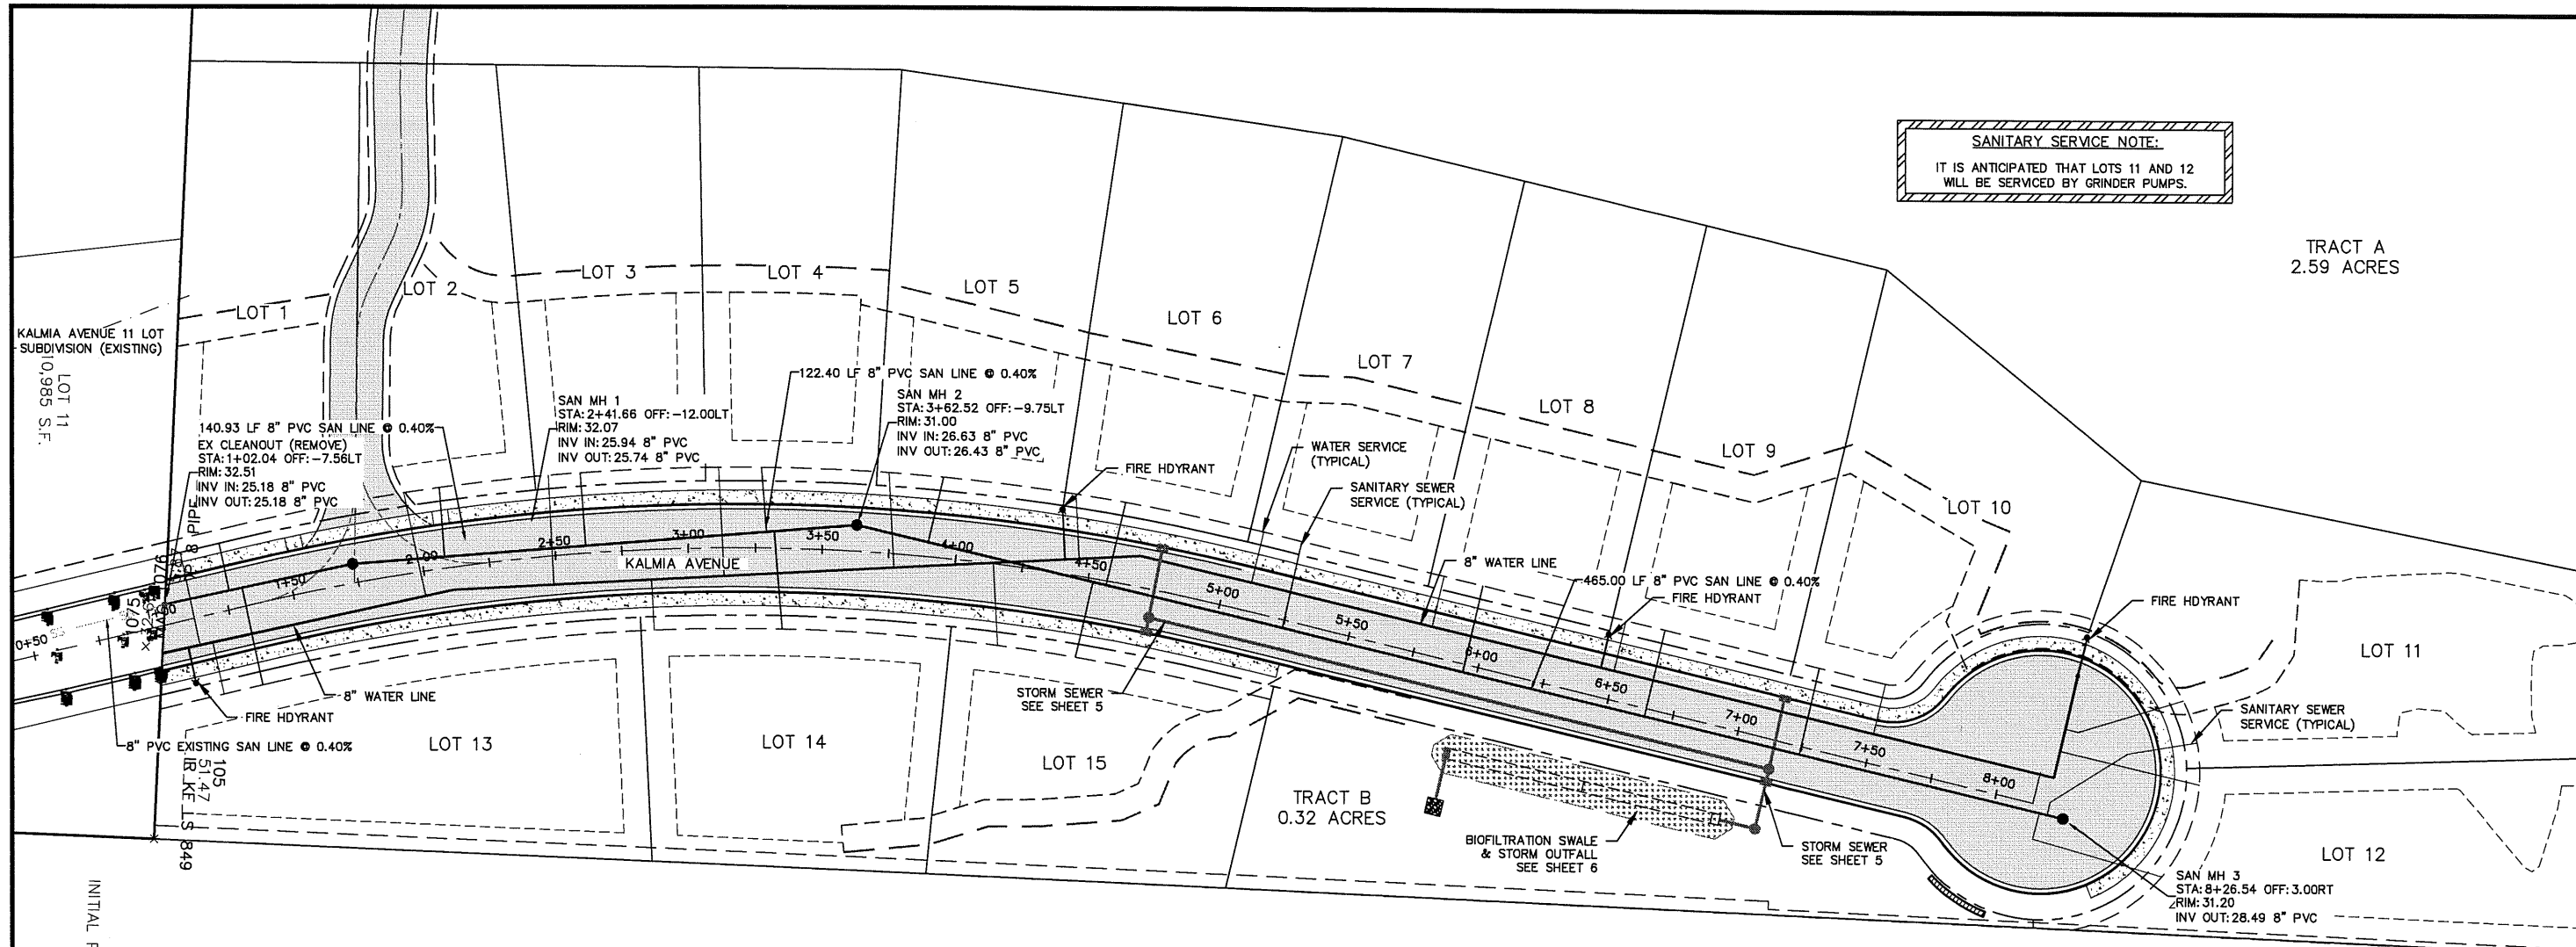 SANITARY SERVICE NOTE:
IT IS ANTICIPATED THAT LOTS 11 AND 12
WILL BE SERVICED BY GRINDER PUMPS.
TRACT A
2.59 ACRES
LOT 1
LOT 2
LOT 3
LOT 4
LOT 5
LOT 6
LOT 7
LOT 8
LOT 9
LOT 10
LOT 11
LOT 12
LOT 13
LOT 14
LOT 15
TRACT B
0.32 ACRES
KALMIA AVENUE 11 LOT
SUBDIVISION (EXISTING)
LOT 11
10,985 S.F.
140.93 LF 8" PVC SAN LINE @ 0.40%
EX CLEANOUT (REMOVE)
STA: 1+02.04 OFF: -7.56LT
RIM: 32.51
INV IN: 25.18 8" PVC
INV OUT: 25.18 8" PVC
SAN MH 1
STA: 2+41.66 OFF: -12.00LT
RIM: 32.07
INV IN: 25.94 8" PVC
INV OUT: 25.74 8" PVC
122.40 LF 8" PVC SAN LINE @ 0.40%
SAN MH 2
STA: 3+62.52 OFF: -9.75LT
RIM: 31.00
INV IN: 26.63 8" PVC
INV OUT: 26.43 8" PVC
FIRE HDYRANT
WATER SERVICE
(TYPICAL)
SANITARY SEWER
SERVICE (TYPICAL)
8" WATER LINE
465.00 LF 8" PVC SAN LINE @ 0.40%
FIRE HDYRANT
FIRE HDYRANT
SANITARY SEWER
SERVICE (TYPICAL)
0+50
1+50
2+00
2+50
3+00
3+50
4+00
4+50
5+00
5+50
6+00
6+50
7+00
7+50
8+00
KALMIA AVENUE
8" WATER LINE
FIRE HDYRANT
8" PVC EXISTING SAN LINE @ 0.40%
STORM SEWER
SEE SHEET 5
BIOFILTRATION SWALE
& STORM OUTFALL
SEE SHEET 6
STORM SEWER
SEE SHEET 5
SAN MH 3
STA: 8+26.54 OFF: 3.00RT
RIM: 31.20
INV OUT: 28.49 8" PVC
1075
1076
8 PIPE
105
51.47
849
INITIAL